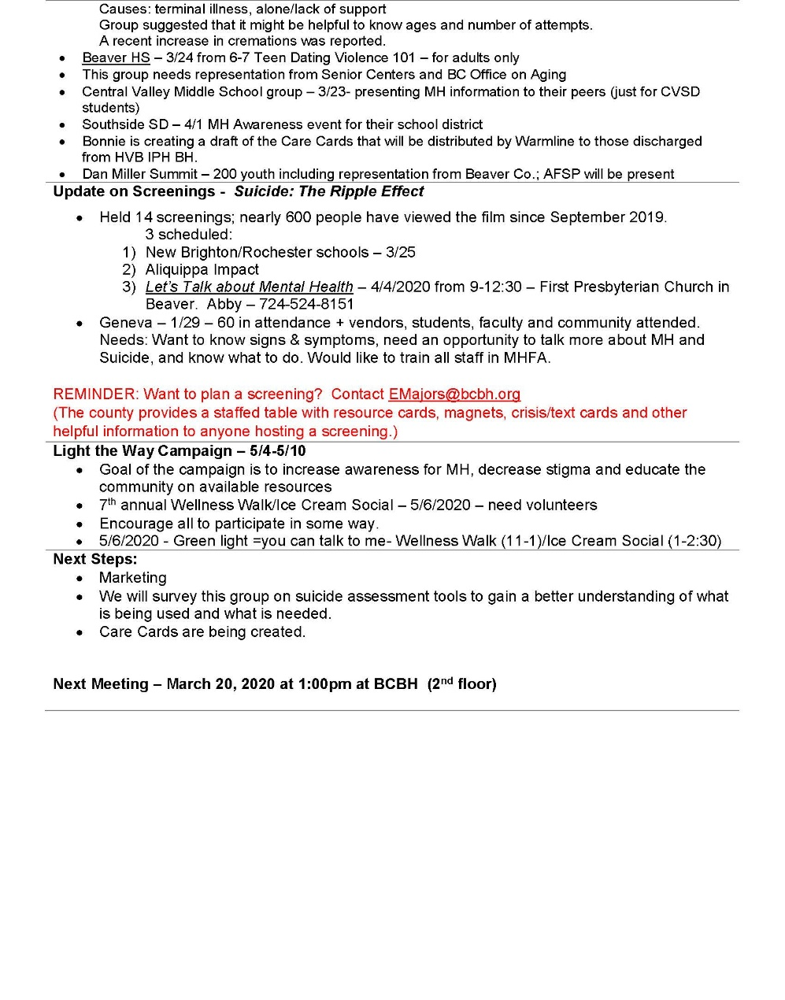 Causes: terminal illness, alone/lack of support
Group suggested that it might be helpful to know ages and number of attempts.
A recent increase in cremations was reported.
• Beaver HS – 3/24 from 6-7 Teen Dating Violence 101 – for adults only
• This group needs representation from Senior Centers and BC Office on Aging
• Central Valley Middle School group – 3/23- presenting MH information to their peers (just for CVSD
students)
• Southside SD – 4/1 MH Awareness event for their school district
• Bonnie is creating a draft of the Care Cards that will be distributed by Warmline to those discharged
from HVB IPH BH.
• Dan Miller Summit – 200 youth including representation from Beaver Co.; AFSP will be present
Update on Screenings - Suicide: The Ripple Effect
• Held 14 screenings; nearly 600 people have viewed the film since September 2019.
3 scheduled:
1) New Brighton/Rochester schools – 3/25
2) Aliquippa Impact
3) Let's Talk about Mental Health – 4/4/2020 from 9-12:30 – First Presbyterian Church in
Beaver. Abby – 724-524-8151
• Geneva – 1/29 – 60 in attendance + vendors, students, faculty and community attended.
Needs: Want to know signs & symptoms, need an opportunity to talk more about MH and
Suicide, and know what to do. Would like to train all staff in MHFA.
REMINDER: Want to plan a screening? Contact EMajors@bcbh.org
(The county provides a staffed table with resource cards, magnets, crisis/text cards and other
helpful information to anyone hosting a screening.)
Light the Way Campaign – 5/4-5/10
• Goal of the campaign is to increase awareness for MH, decrease stigma and educate the
community on available resources
• 7th annual Wellness Walk/Ice Cream Social – 5/6/2020 – need volunteers
• Encourage all to participate in some way.
• 5/6/2020 - Green light =you can talk to me- Wellness Walk (11-1)/Ice Cream Social (1-2:30)
Next Steps:
• Marketing
• We will survey this group on suicide assessment tools to gain a better understanding of what
is being used and what is needed.
• Care Cards are being created.
Next Meeting – March 20, 2020 at 1:00pm at BCBH (2nd floor)